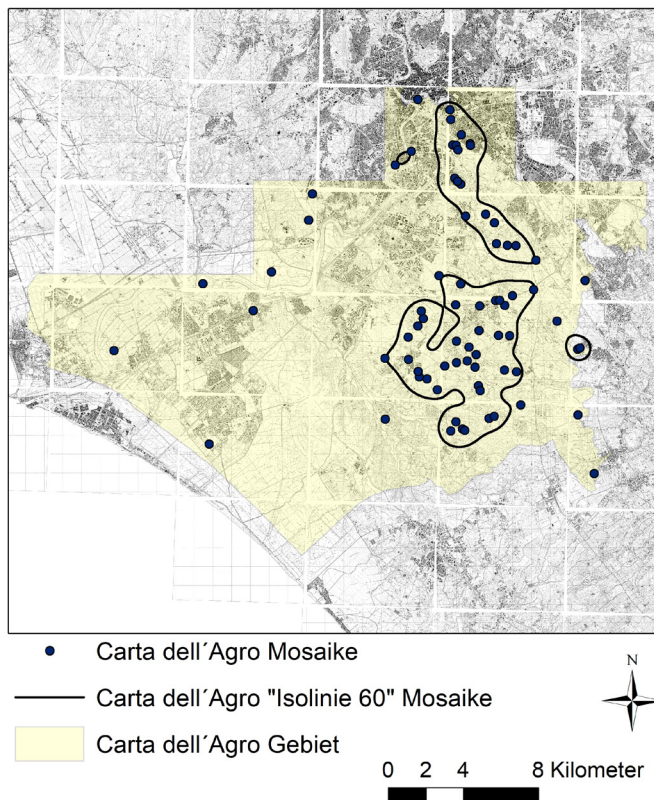 Carta dell´Agro Mosaike
Carta dell´Agro "Isolinie 60" Mosaike
Carta dell´Agro Gebiet
N
0 2 4 8 Kilometer